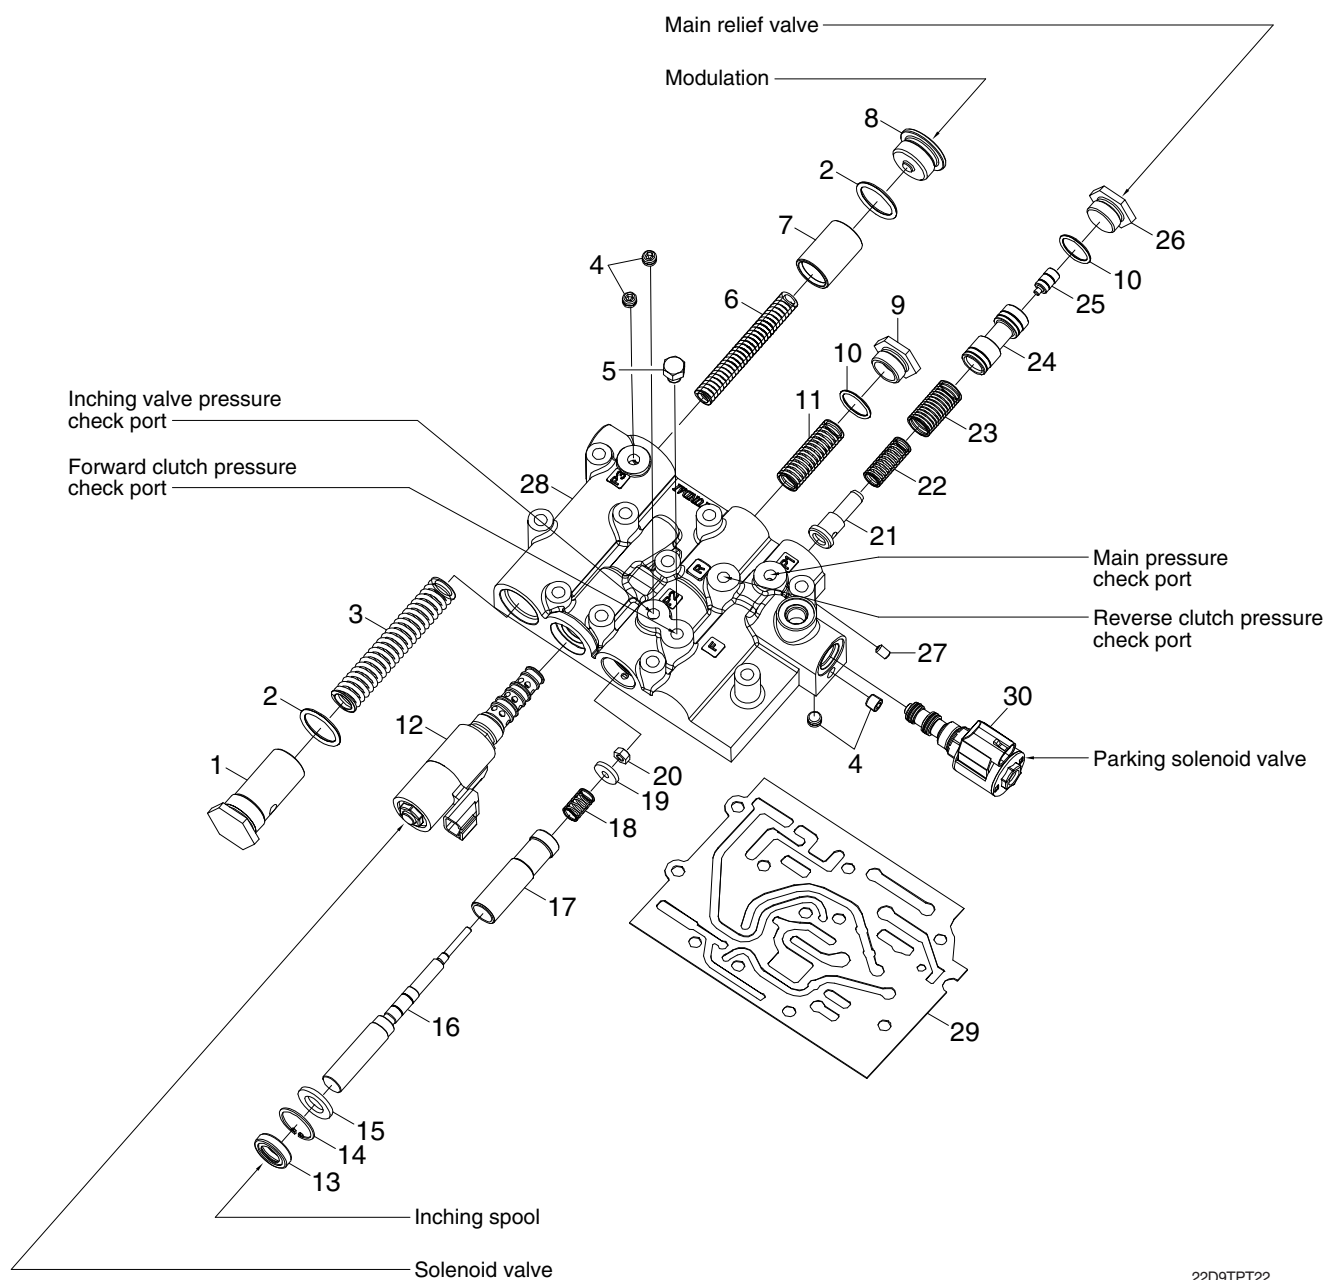 Main relief valve
Modulation
8
2
7
26
10
4
25
6
9
24
5
10
Inching valve pressure
check port
11
23
Forward clutch pressure
check port
28
P3
22
21
R
P1
Main pressure
check port
3
P2
Reverse clutch pressure
check port
F
27
2
12
30
1
20
4
Parking solenoid valve
19
18
17
16
29
15
14
13
Inching spool
Solenoid valve
22D9TPT22